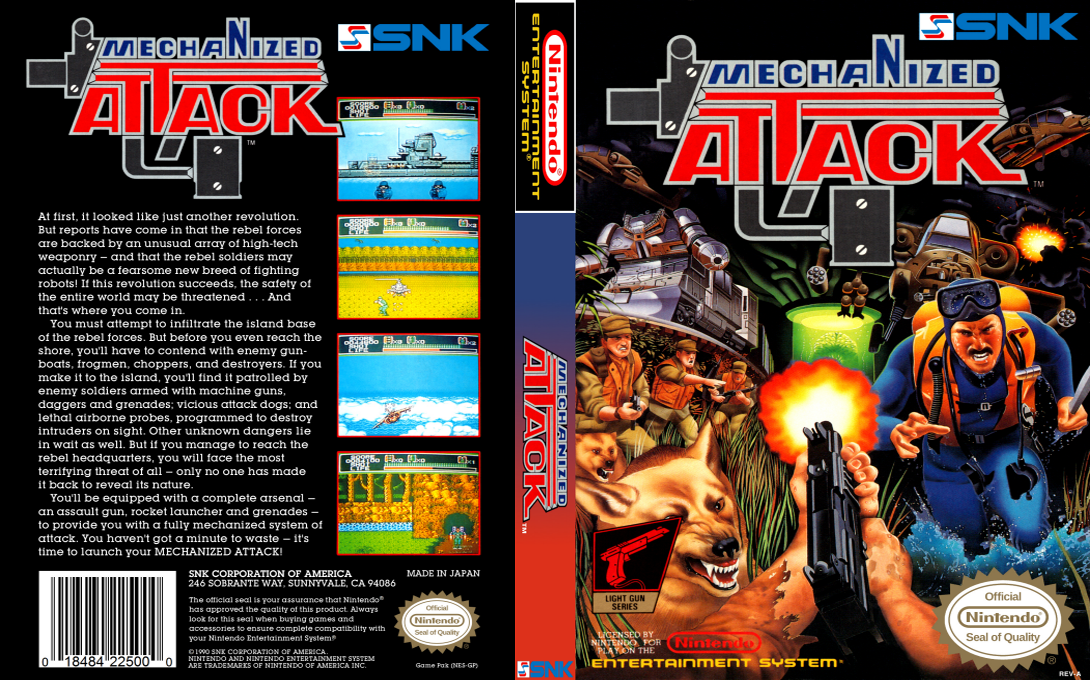 MECHANIZED
ATTACK
TM
SNK
At first, it looked like just another revolution.
But reports have come in that the rebel forces
are backed by an unusual array of high-tech
weaponry – and that the rebel soldiers may
actually be a fearsome new breed of fighting
robots! If this revolution succeeds, the safety of
the entire world may be threatened . . . And
that's where you come in.
You must attempt to infiltrate the island base
of the rebel forces. But before you even reach the
shore, you'll have to contend with enemy gun-
boats, frogmen, choppers, and destroyers. If you
make it to the island, you'll find it patrolled by
enemy soldiers armed with machine guns,
daggers and grenades; vicious attack dogs; and
lethal airborne probes, programmed to destroy
intruders on sight. Other unknown dangers lie
in wait as well. But if you manage to reach the
rebel headquarters, you will face the most
terrifying threat of all – only no one has made
it back to reveal its nature.
You'll be equipped with a complete arsenal –
an assault gun, rocket launcher and grenades –
to provide you with a fully mechanized system of
attack. You haven't got a minute to waste – it's
time to launch your MECHANIZED ATTACK!
SCORE
SHOT
LIFE
SCORE
SHOT
LIFE
SCORE
SHOT
LIFE
SCORE
SHOT
LIFE
0 18484 22500 0
SNK CORPORATION OF AMERICA
246 SOBRANTE WAY, SUNNYVALE, CA 94086
MADE IN JAPAN
The official seal is your assurance that Nintendo®
has approved the quality of this product. Always
look for this seal when buying games and
accessories to ensure complete compatibility with
your Nintendo Entertainment System®
© 1990 SNK CORPORATION OF AMERICA.
NINTENDO AND NINTENDO ENTERTAINMENT SYSTEM
ARE TRADEMARKS OF NINTENDO OF AMERICA INC.
Official
Nintendo
Seal of Quality
Game Pak (NES-GP)
Nintendo®
ENTERTAINMENT
SYSTEM®
MECHANIZED
ATTACK
TM
SNK
SNK
MECHANIZED
ATTACK
TM
LIGHT GUN
SERIES
LICENSED BY
NINTENDO FOR
PLAY ON THE
Nintendo
ENTERTAINMENT SYSTEM®
Official
Nintendo
Seal of Quality
®
REV-A